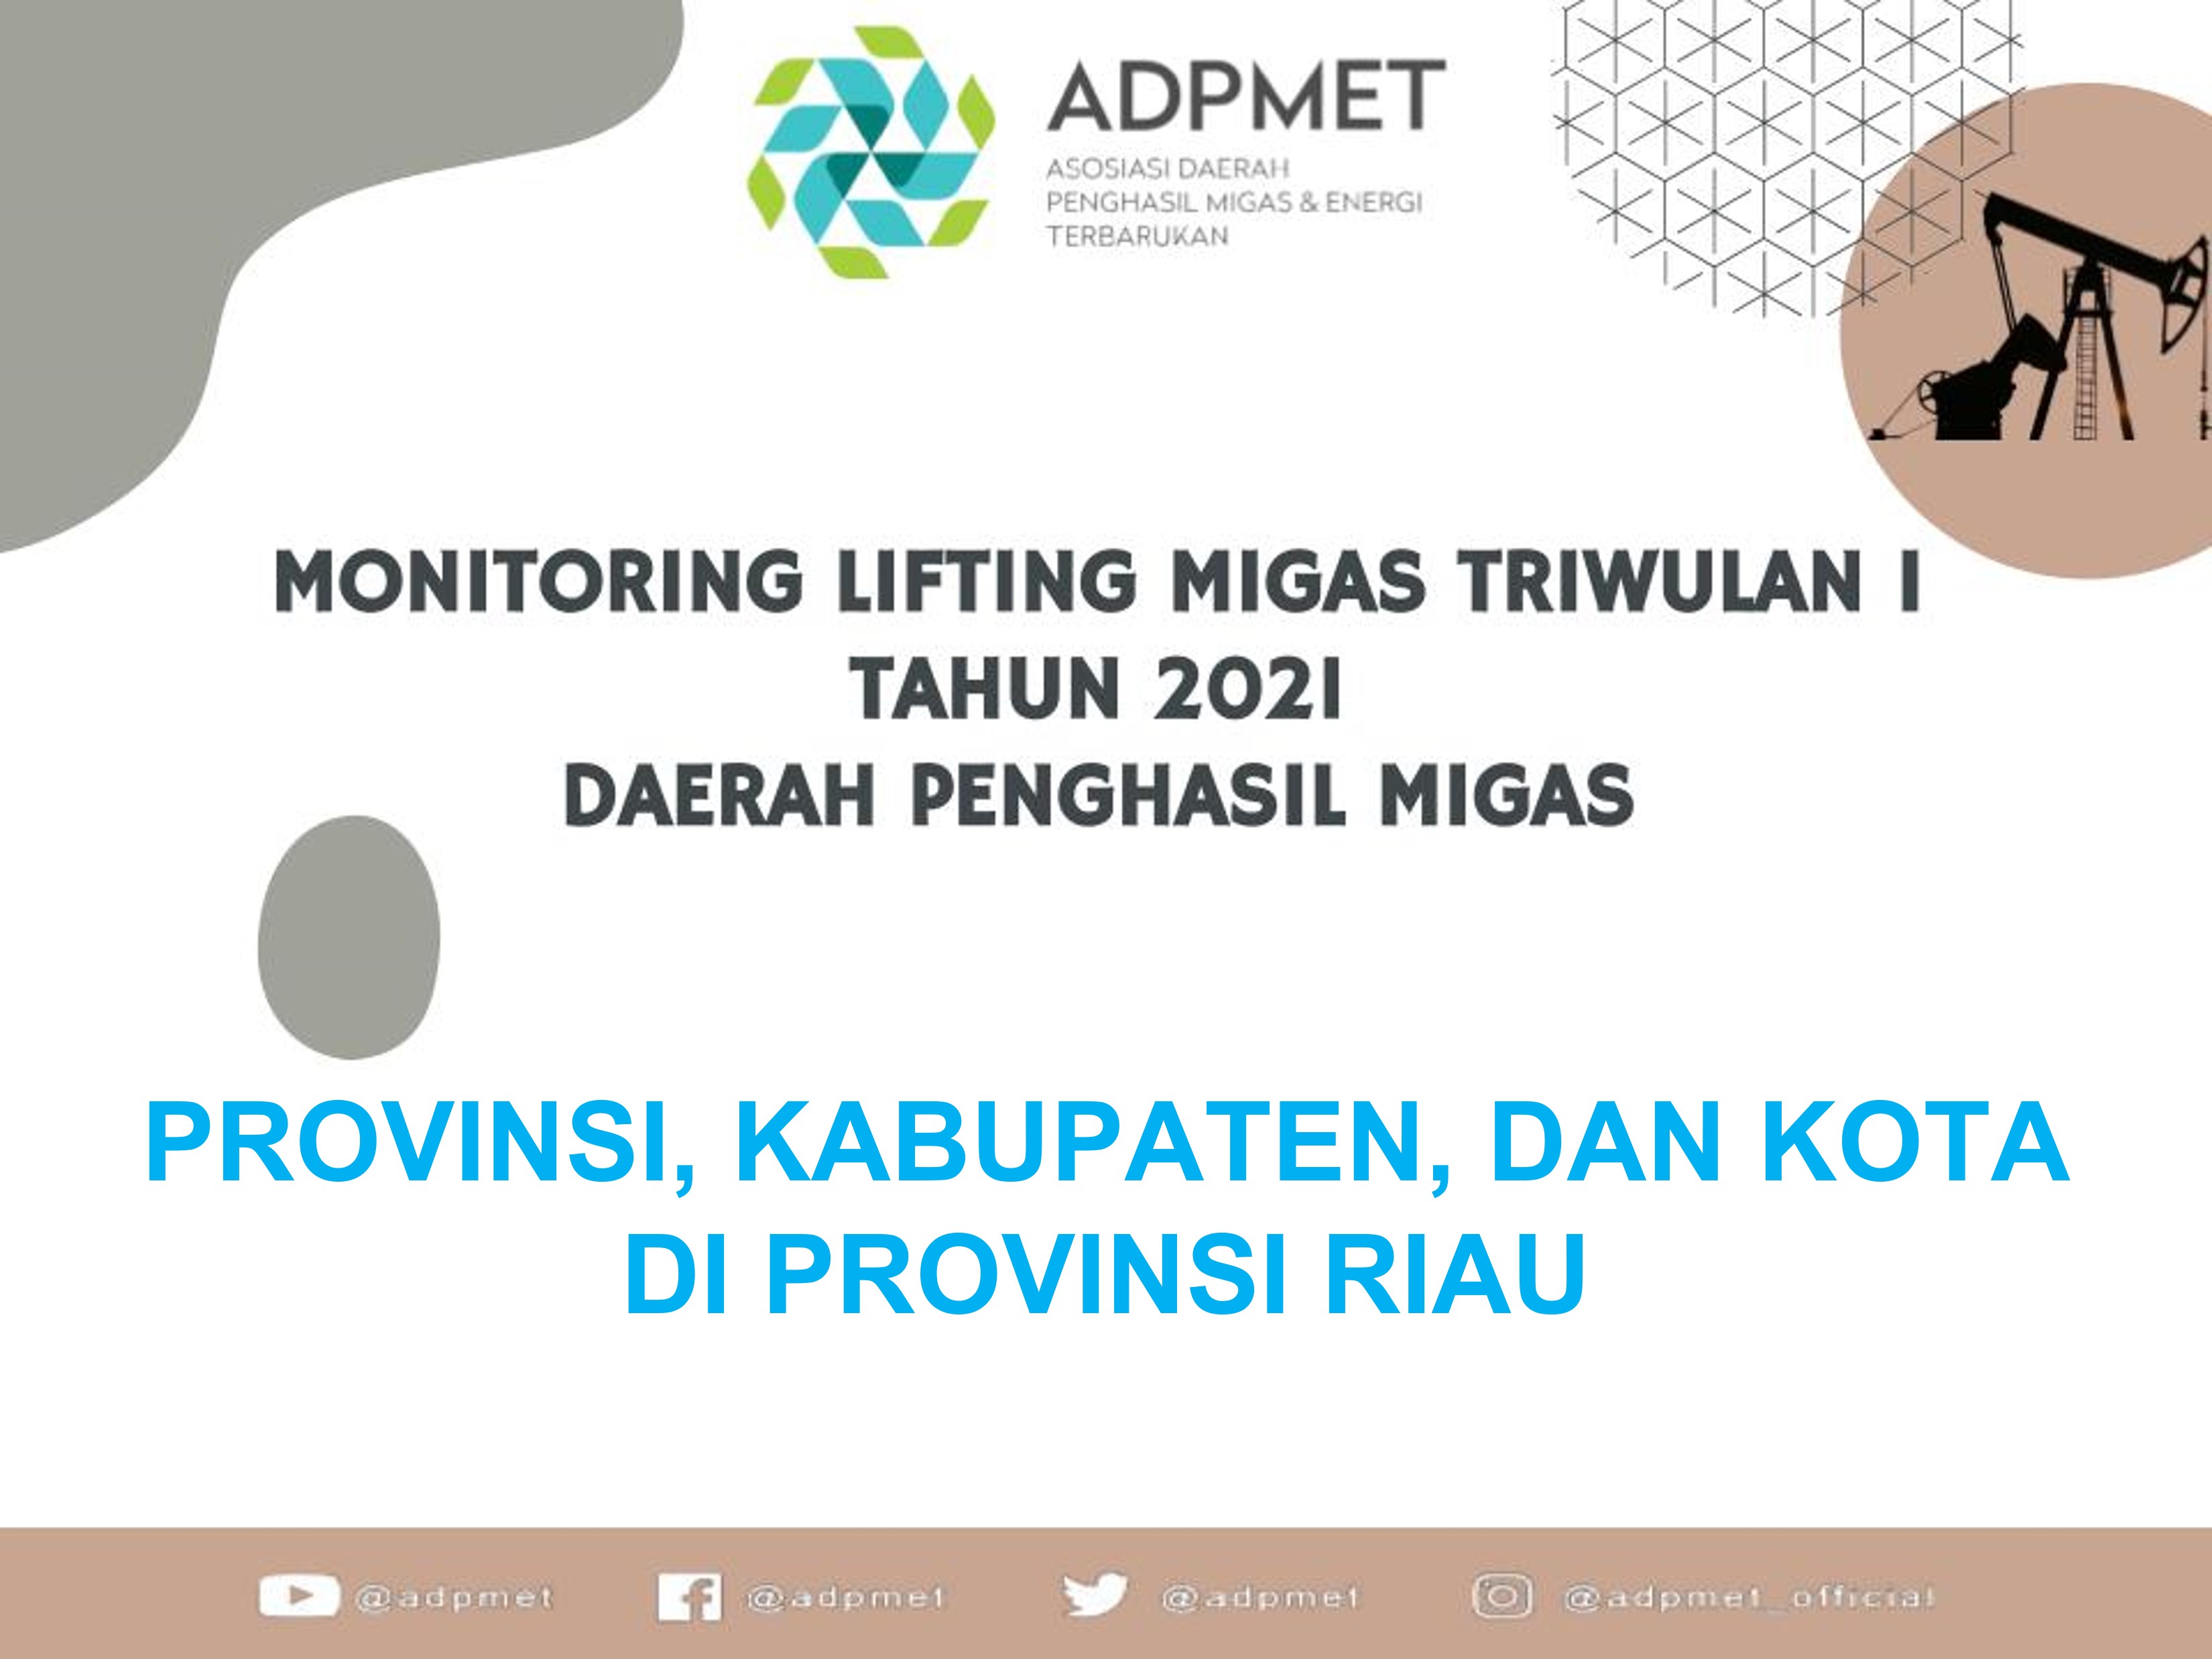 ADPMET
ASOSIASI DAERAH
PENGHASIL MIGAS & ENERGI
TERBARUKAN
MONITORING LIFTING MIGAS TRIWULAN I
TAHUN 2021
DAERAH PENGHASIL MIGAS
PROVINSI, KABUPATEN, DAN KOTA
DI PROVINSI RIAU
@adpmet @adpmet @adpmet @adpmet_official